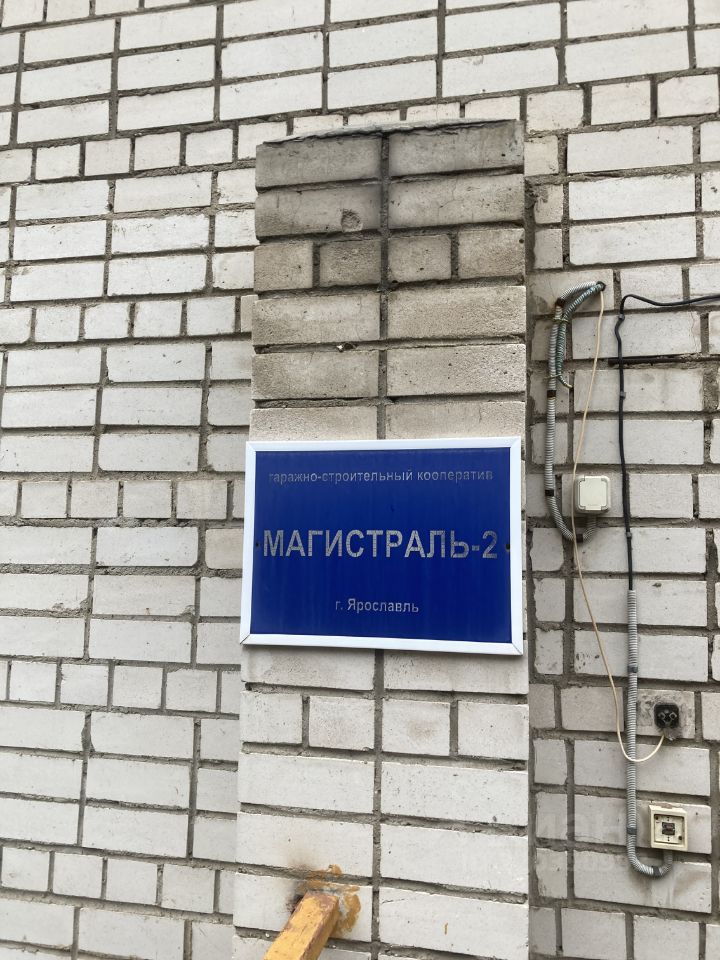 гаражно-строительный кооператив
МАГИСТРАЛЬ-2
г. Ярославль